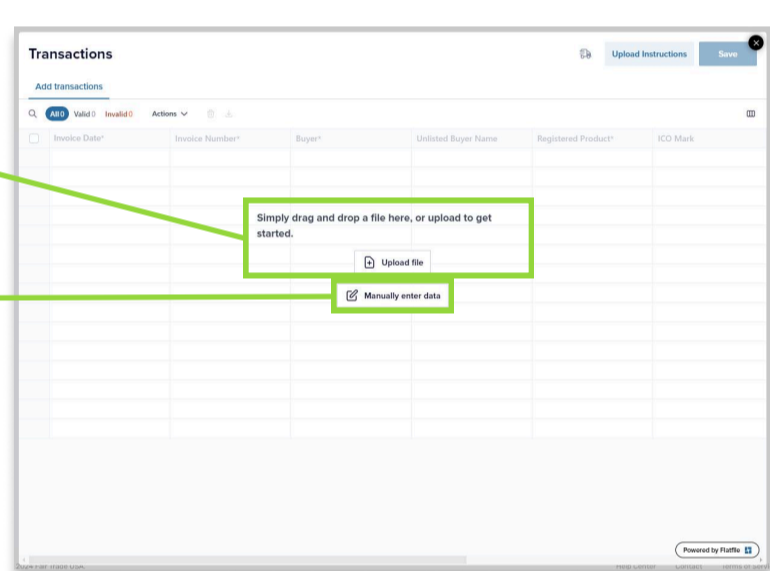 Transactions
Upload Instructions
Save
Add transactions
All 0 Valid 0 Invalid 0 Actions
Invoice Date* Invoice Number* Buyer* Unlisted Buyer Name Registered Product* ICO Mark
Simply drag and drop a file here, or upload to get
started.
Upload file
Manually enter data
Powered by Flatfile
2024 Fair Trade USA.
Help Center Contact Terms of